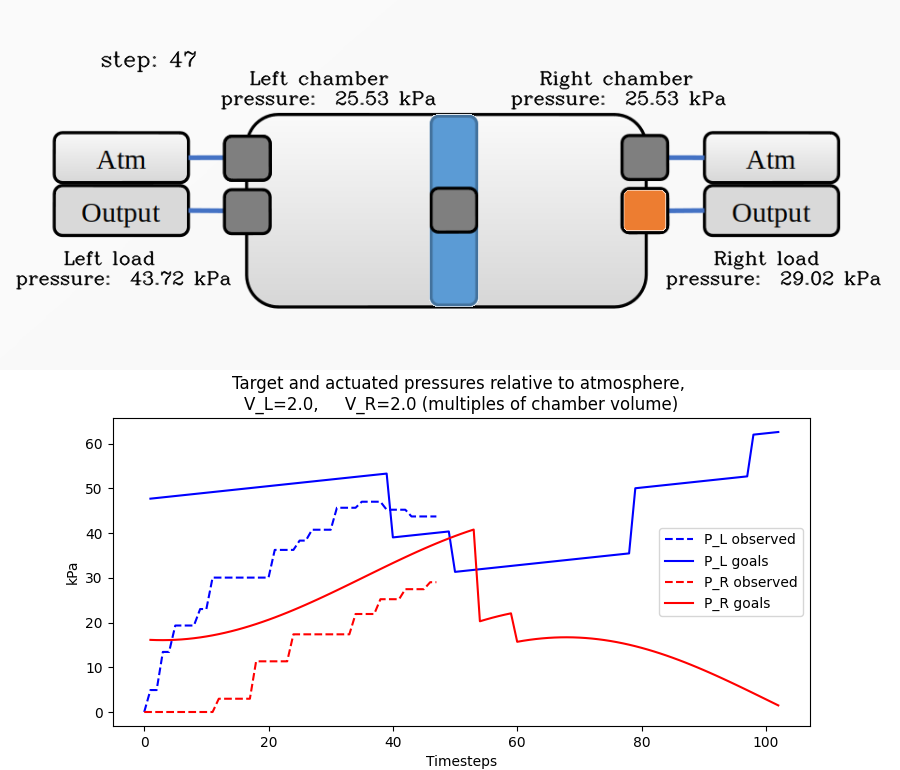 step: 47
Left chamber
pressure: 25.53 kPa
Right chamber
pressure: 25.53 kPa
Atm
Atm
Output
Output
Left load
pressure: 43.72 kPa
Right load
pressure: 29.02 kPa
Target and actuated pressures relative to atmosphere,
V_L=2.0, V_R=2.0 (multiples of chamber volume)
60
50
40
30
20
10
0
kPa
P_L observed
P_L goals
P_R observed
P_R goals
0 20 40 60 80 100
Timesteps